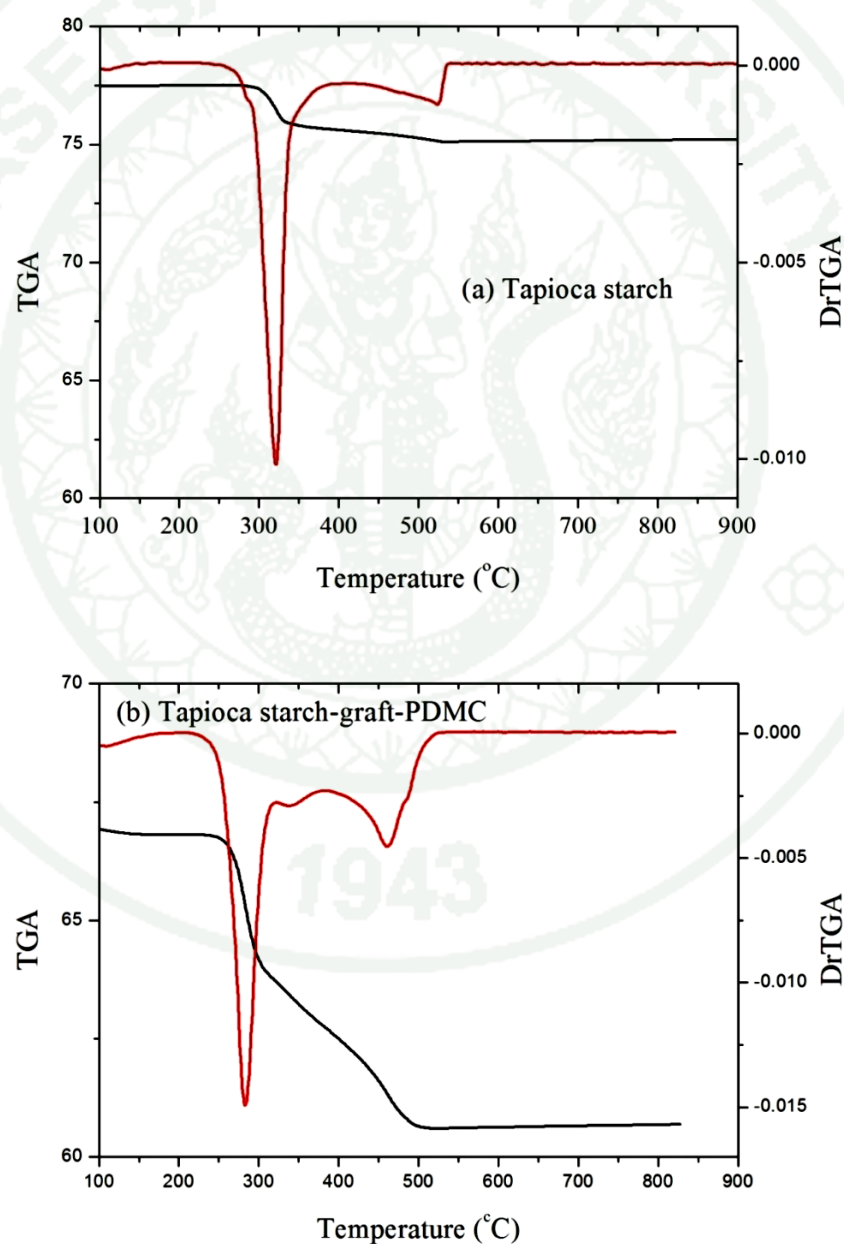 KASETSART UNIVERSITY
80
75
70
65
60
TGA
0.000
-0.005
-0.010
DrTGA
(a) Tapioca starch
100 200 300 400 500 600 700 800 900
Temperature (°C)
70
65
60
TGA
0.000
-0.005
-0.010
-0.015
DrTGA
(b) Tapioca starch-graft-PDMC
1943
100 200 300 400 500 600 700 800 900
Temperature (°C)